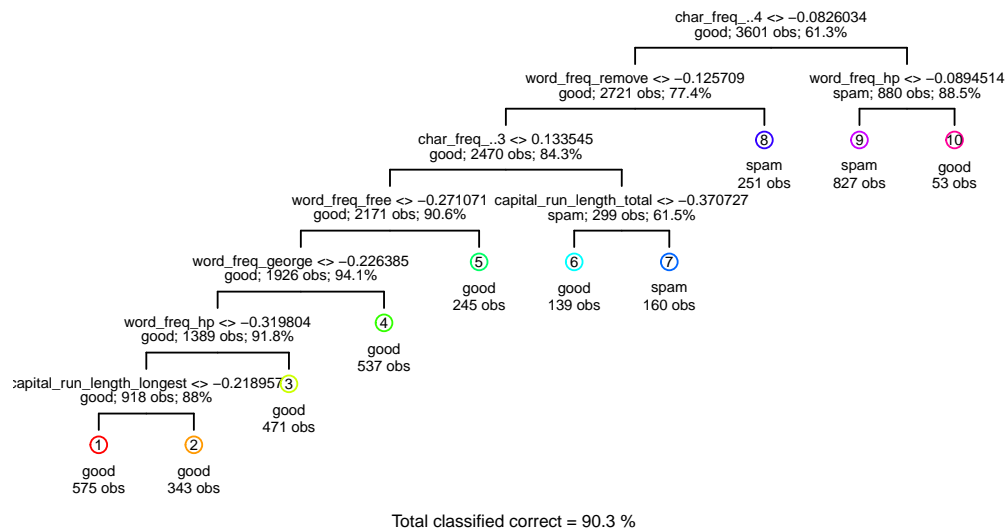 char_freq_..4 <> −0.0826034
good; 3601 obs; 61.3%
word_freq_remove <> −0.125709
good; 2721 obs; 77.4%
word_freq_hp <> −0.0894514
spam; 880 obs; 88.5%
char_freq_..3 <> 0.133545
good; 2470 obs; 84.3%
8
spam
251 obs
9
spam
827 obs
10
good
53 obs
word_freq_free <> −0.271071
good; 2171 obs; 90.6%
capital_run_length_total <> −0.370727
spam; 299 obs; 61.5%
word_freq_george <> −0.226385
good; 1926 obs; 94.1%
5
good
245 obs
6
good
139 obs
7
spam
160 obs
word_freq_hp <> −0.319804
good; 1389 obs; 91.8%
4
good
537 obs
capital_run_length_longest <> −0.218957
good; 918 obs; 88%
3
good
471 obs
1
good
575 obs
2
good
343 obs
Total classified correct = 90.3 %